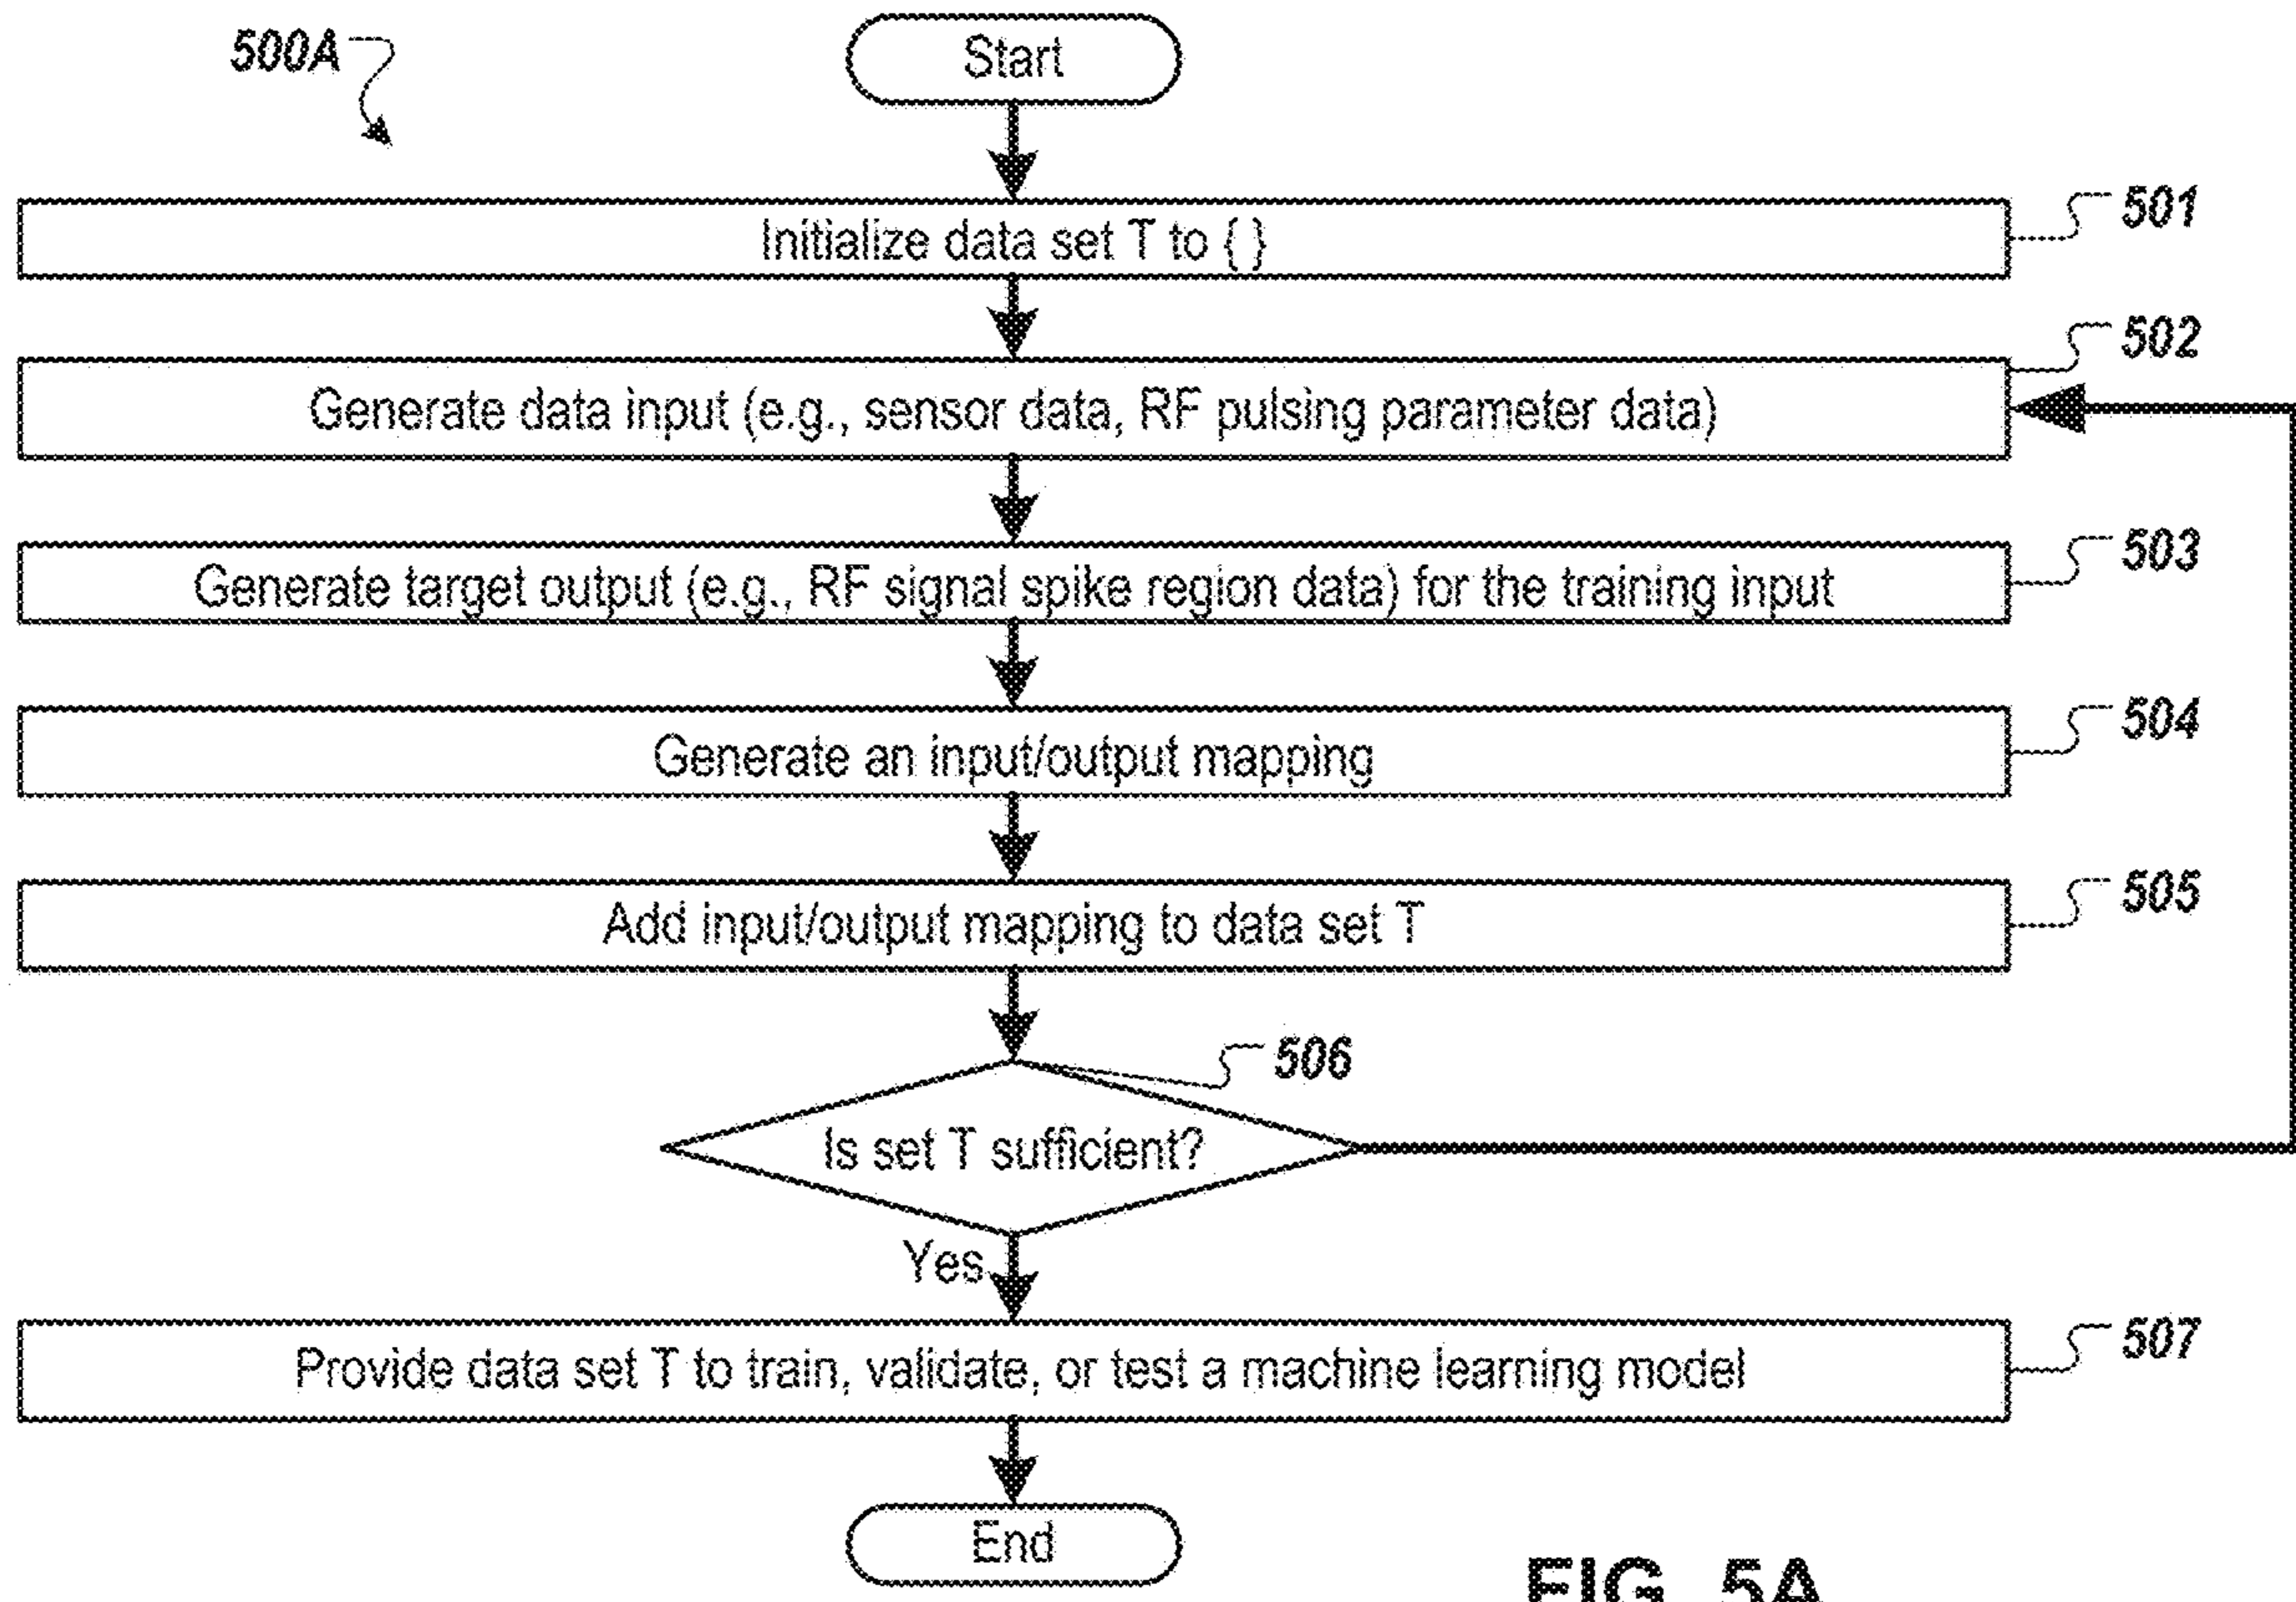 500A
Start
Initialize data set T to { }
501
502
Generate data input (e.g., sensor data, RF pulsing parameter data)
503
Generate target output (e.g., RF signal spike region data) for the training input
504
Generate an input/output mapping
505
Add input/output mapping to data set T
506
Is set T sufficient?
Yes
507
Provide data set T to train, validate, or test a machine learning model
End
FIG. 5A